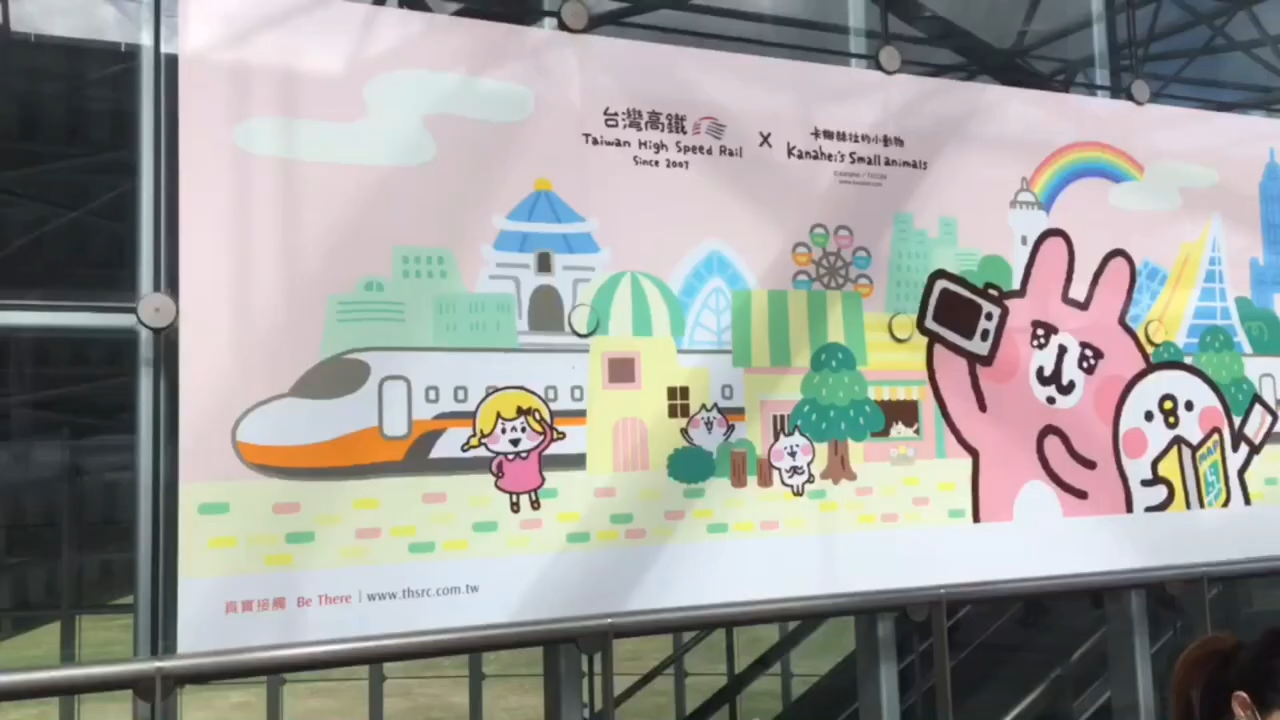 台灣高鐵
Taiwan High Speed Rail
Since 2007
X
卡娜赫拉的小動物
Kanahei's Small animals
真實接觸 Be There | www.thsrc.com.tw
MAP